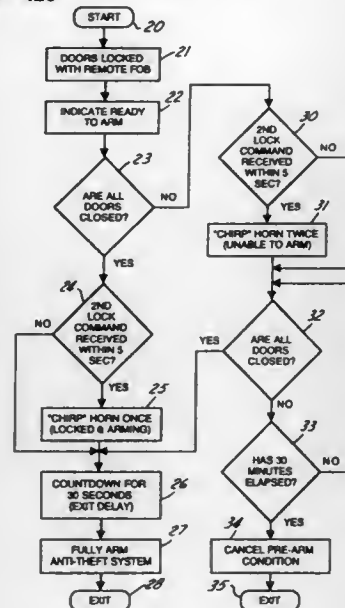 START
20
DOORS LOCKED
WITH REMOTE FOB
21
INDICATE READY
TO ARM
22
ARE ALL
DOORS
CLOSED?
23
NO
YES
2ND
LOCK
COMMAND
RECEIVED
WITHIN 5
SEC?
24
NO
YES
"CHIRP" HORN ONCE
(LOCKED & ARMING)
25
COUNTDOWN FOR
30 SECONDS
(EXIT DELAY)
26
FULLY ARM
ANTI-THEFT SYSTEM
27
EXIT
28
2ND
LOCK
COMMAND
RECEIVED
WITHIN 5
SEC?
30
NO
YES
"CHIRP" HORN TWICE
(UNABLE TO ARM)
31
ARE ALL
DOORS
CLOSED?
32
YES
NO
HAS 30
MINUTES
ELAPSED?
33
NO
YES
CANCEL PRE-ARM
CONDITION
34
EXIT
35